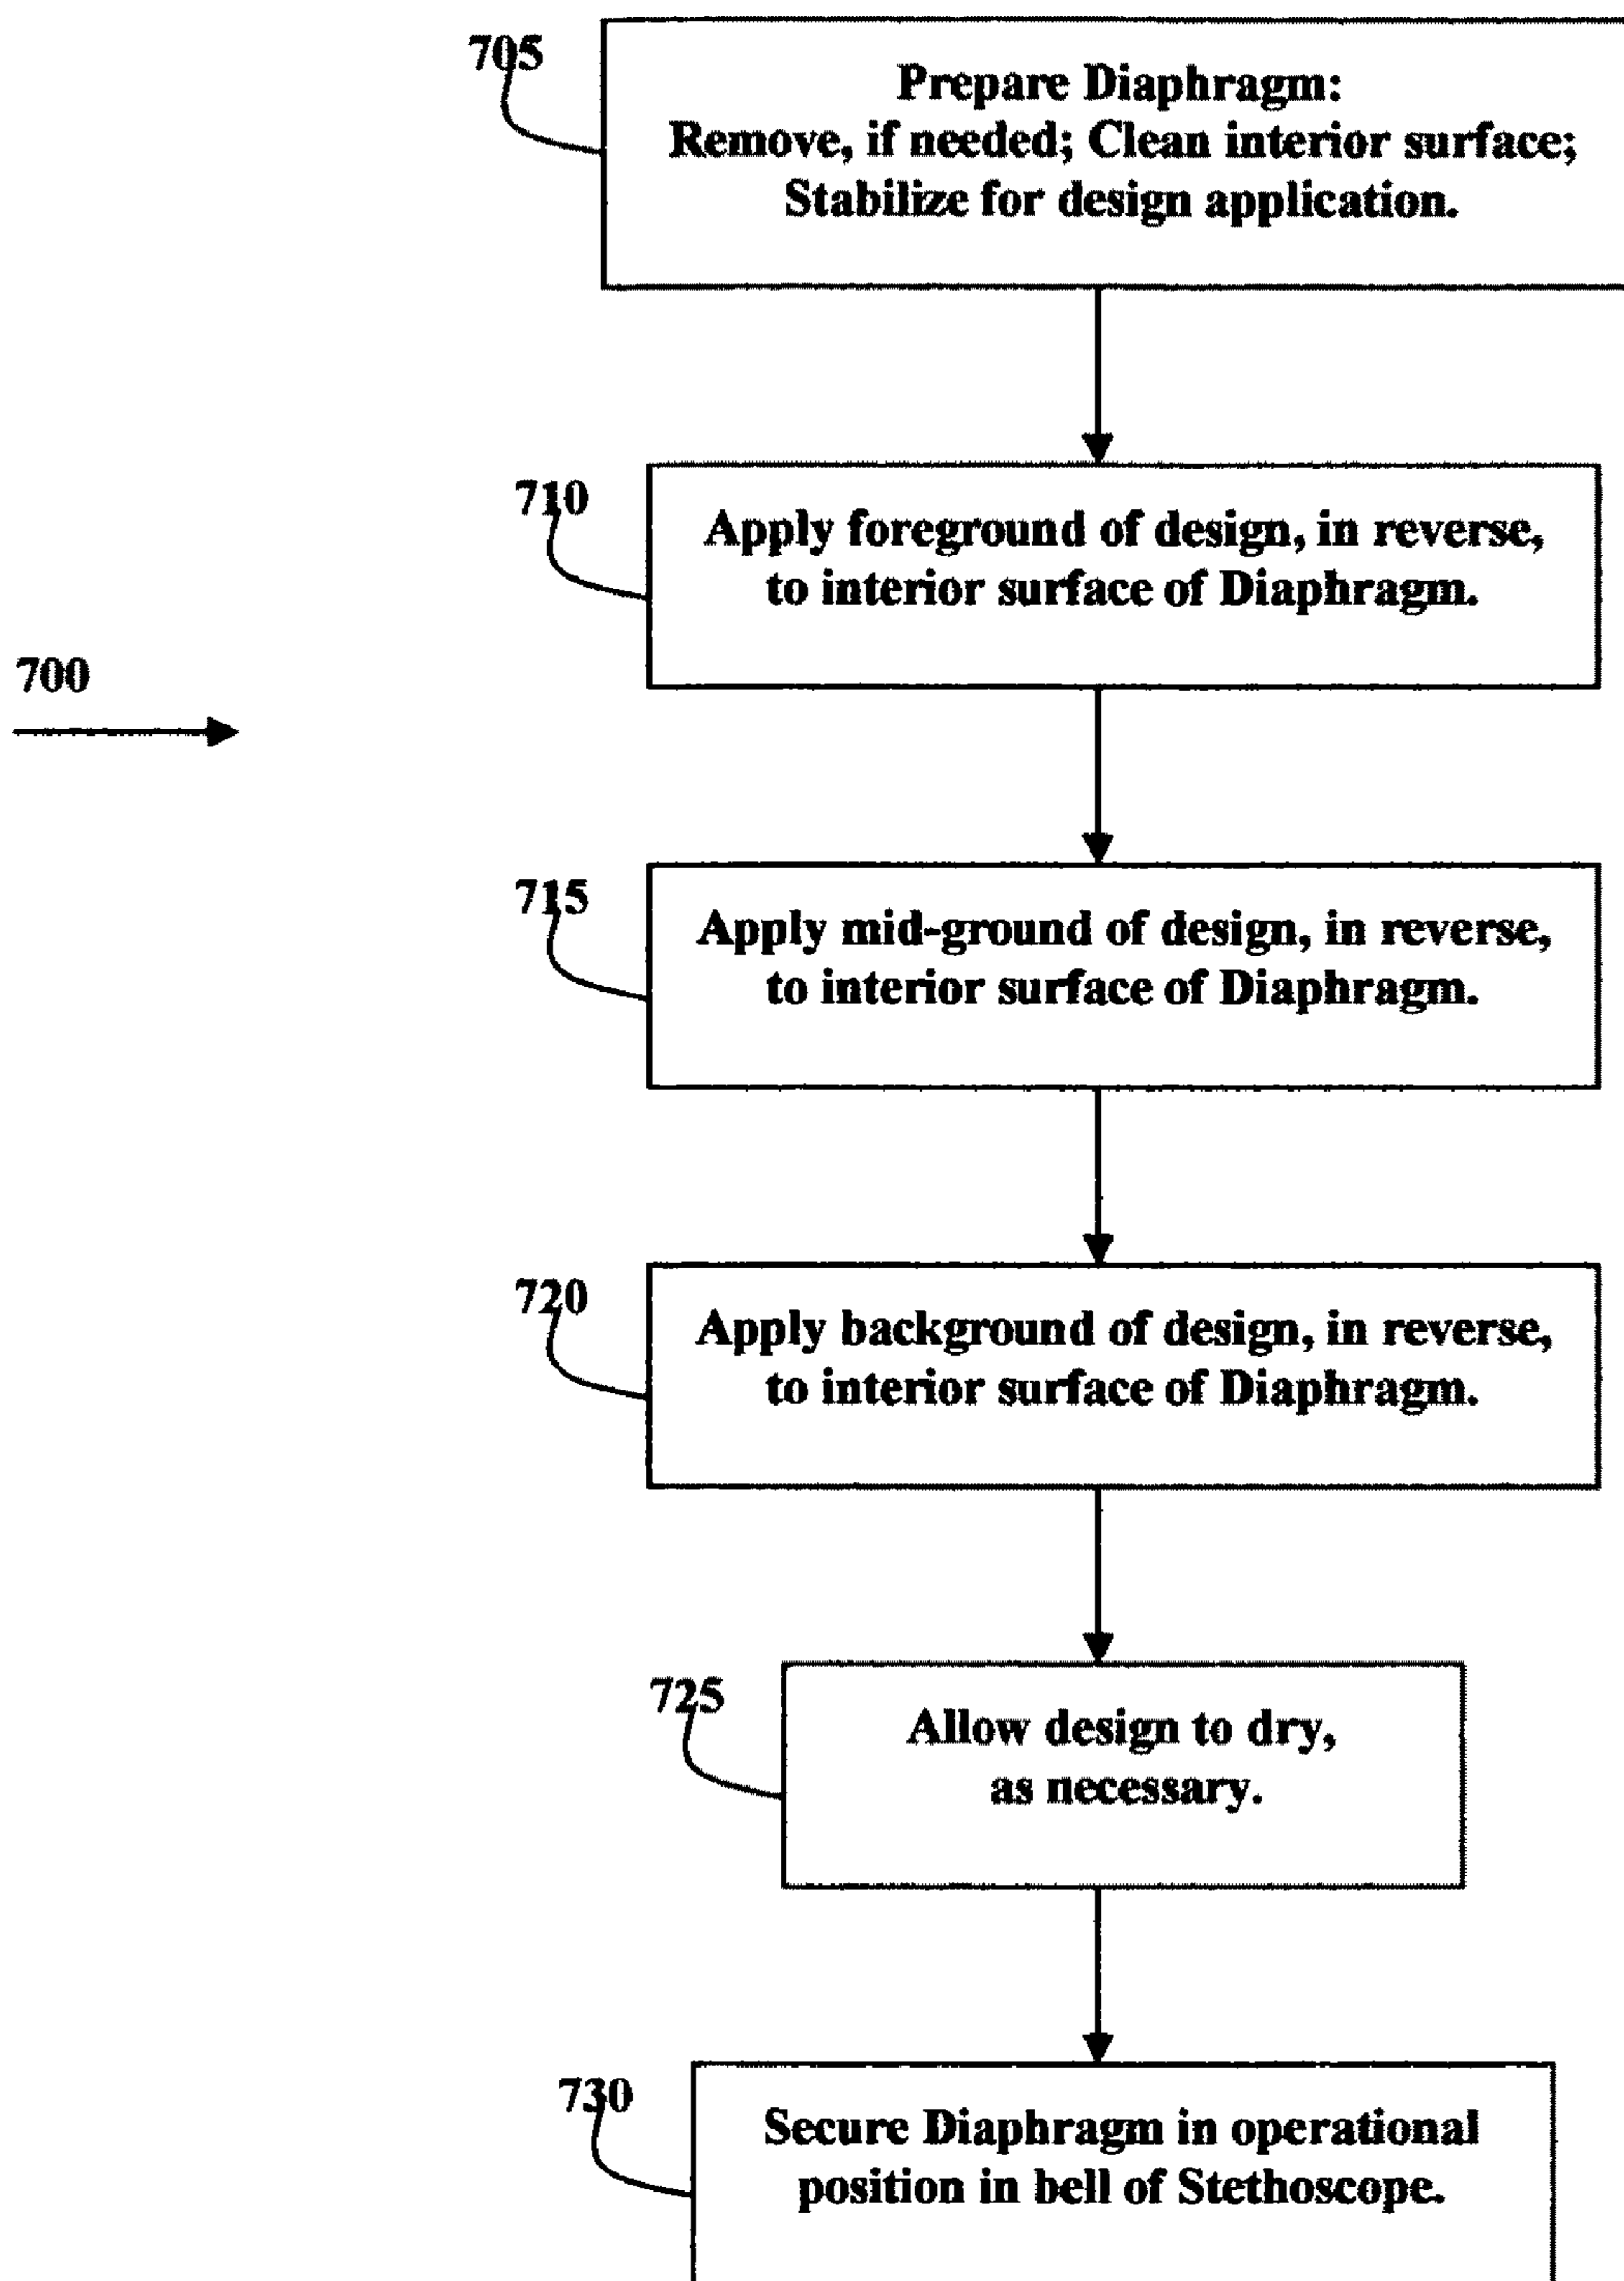 705
Prepare Diaphragm:
Remove, if needed; Clean interior surface;
Stabilize for design application.
710
Apply foreground of design, in reverse,
to interior surface of Diaphragm.
700
715
Apply mid-ground of design, in reverse,
to interior surface of Diaphragm.
720
Apply background of design, in reverse,
to interior surface of Diaphragm.
725
Allow design to dry,
as necessary.
730
Secure Diaphragm in operational
position in bell of Stethoscope.